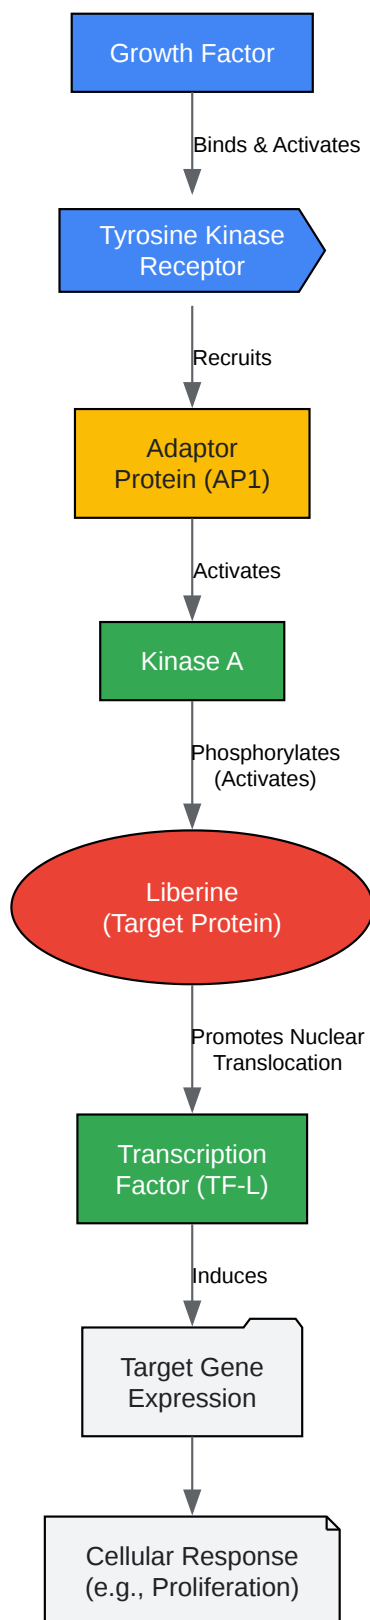 Growth Factor
Binds & Activates
Tyrosine Kinase
Receptor
Recruits
Adaptor
Protein (AP1)
Activates
Kinase A
Phosphorylates
(Activates)
Liberine
(Target Protein)
Promotes Nuclear
Translocation
Transcription
Factor (TF-L)
Induces
Target Gene
Expression
Cellular Response
(e.g., Proliferation)